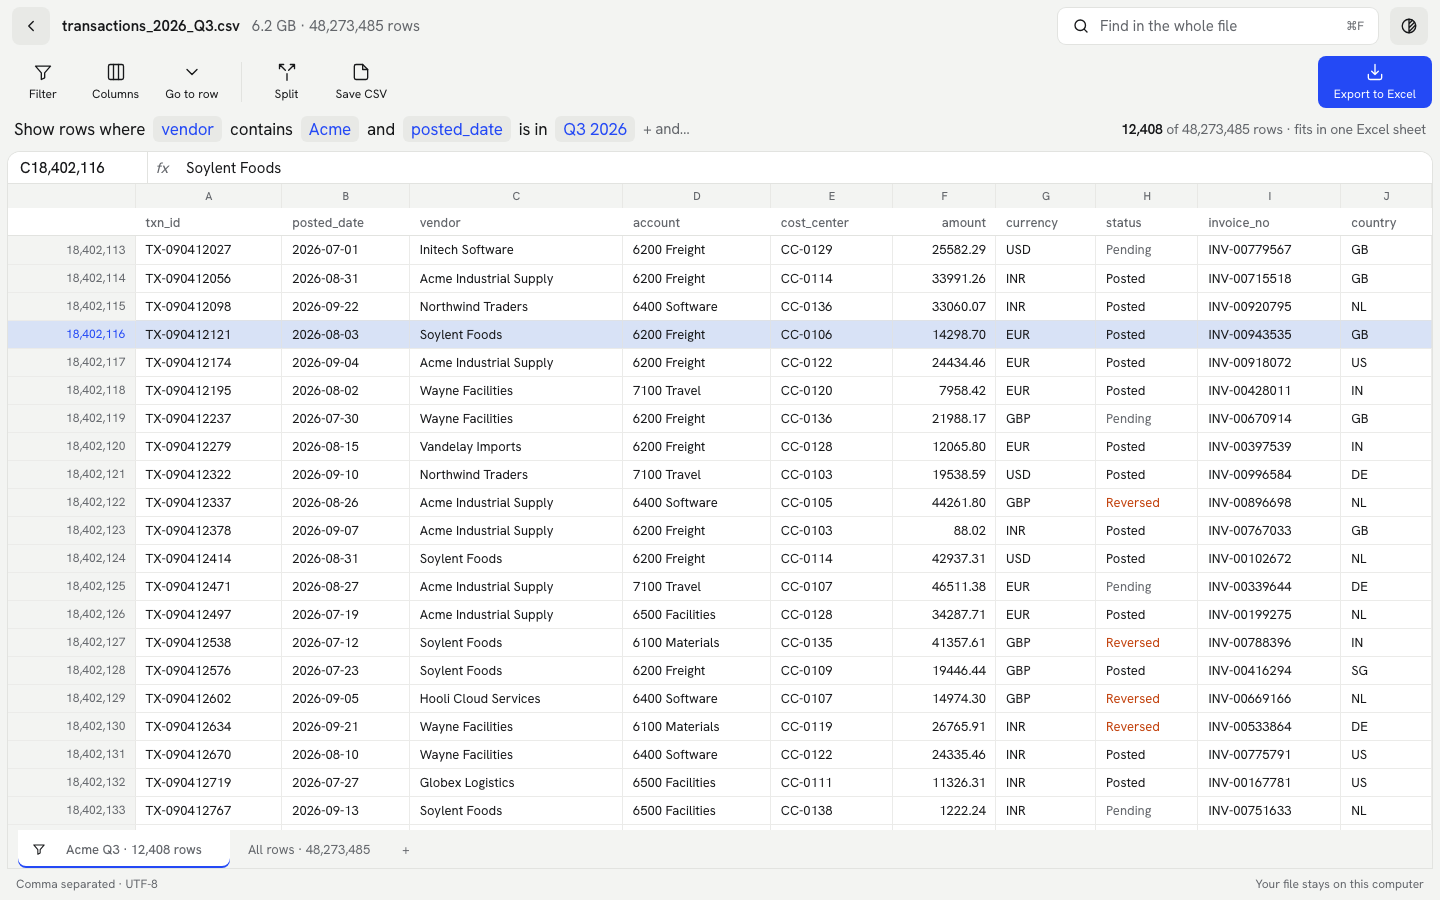 transactions_2026_Q3.csv 6.2 GB · 48,273,485 rows Find in the whole file ⌘F
Filter Columns Go to row Split Save CSV Export to Excel
Show rows where vendor contains Acme and posted_date is in Q3 2026 + and... 12,408 of 48,273,485 rows · fits in one Excel sheet
C18,402,116 fx Soylent Foods
A B C D E F G H I J
txn_id posted_date vendor account cost_center amount currency status invoice_no country
18,402,113 TX-090412027 2026-07-01 Initech Software 6200 Freight CC-0129 25582.29 USD Pending INV-00779567 GB
18,402,114 TX-090412056 2026-08-31 Acme Industrial Supply 6200 Freight CC-0114 33991.26 INR Posted INV-00715518 GB
18,402,115 TX-090412098 2026-09-22 Northwind Traders 6400 Software CC-0136 33060.07 INR Posted INV-00920795 NL
18,402,116 TX-090412121 2026-08-03 Soylent Foods 6200 Freight CC-0106 14298.70 EUR Posted INV-00943535 GB
18,402,117 TX-090412174 2026-09-04 Acme Industrial Supply 6200 Freight CC-0122 24434.46 EUR Posted INV-00918072 US
18,402,118 TX-090412195 2026-08-02 Wayne Facilities 7100 Travel CC-0120 7958.42 EUR Posted INV-00428011 IN
18,402,119 TX-090412237 2026-07-30 Wayne Facilities 6200 Freight CC-0136 21988.17 GBP Pending INV-00670914 GB
18,402,120 TX-090412279 2026-08-15 Vandelay Imports 6200 Freight CC-0128 12065.80 EUR Posted INV-00397539 IN
18,402,121 TX-090412322 2026-09-10 Northwind Traders 7100 Travel CC-0103 19538.59 USD Posted INV-00996584 DE
18,402,122 TX-090412337 2026-08-26 Acme Industrial Supply 6400 Software CC-0105 44261.80 GBP Reversed INV-00896698 NL
18,402,123 TX-090412378 2026-09-07 Acme Industrial Supply 6200 Freight CC-0103 88.02 INR Posted INV-00767033 GB
18,402,124 TX-090412414 2026-08-31 Soylent Foods 6200 Freight CC-0114 42937.31 USD Posted INV-00102672 NL
18,402,125 TX-090412471 2026-08-27 Acme Industrial Supply 7100 Travel CC-0107 46511.38 EUR Pending INV-00339644 DE
18,402,126 TX-090412497 2026-07-19 Acme Industrial Supply 6500 Facilities CC-0128 34287.71 EUR Posted INV-00199275 NL
18,402,127 TX-090412538 2026-07-12 Soylent Foods 6100 Materials CC-0135 41357.61 GBP Reversed INV-00788396 IN
18,402,128 TX-090412576 2026-07-23 Soylent Foods 6200 Freight CC-0109 19446.44 GBP Posted INV-00416294 SG
18,402,129 TX-090412602 2026-09-05 Hooli Cloud Services 6400 Software CC-0107 14974.30 GBP Reversed INV-00669166 NL
18,402,130 TX-090412634 2026-09-21 Wayne Facilities 6100 Materials CC-0119 26765.91 INR Reversed INV-00533864 DE
18,402,131 TX-090412670 2026-08-10 Wayne Facilities 6400 Software CC-0122 24335.46 INR Posted INV-00775791 US
18,402,132 TX-090412719 2026-07-27 Globex Logistics 6500 Facilities CC-0111 11326.31 INR Posted INV-00167781 US
18,402,133 TX-090412767 2026-09-13 Soylent Foods 6500 Facilities CC-0138 1222.24 INR Pending INV-00751633 NL
Acme Q3 · 12,408 rows All rows · 48,273,485 +
Comma separated · UTF-8 Your file stays on this computer